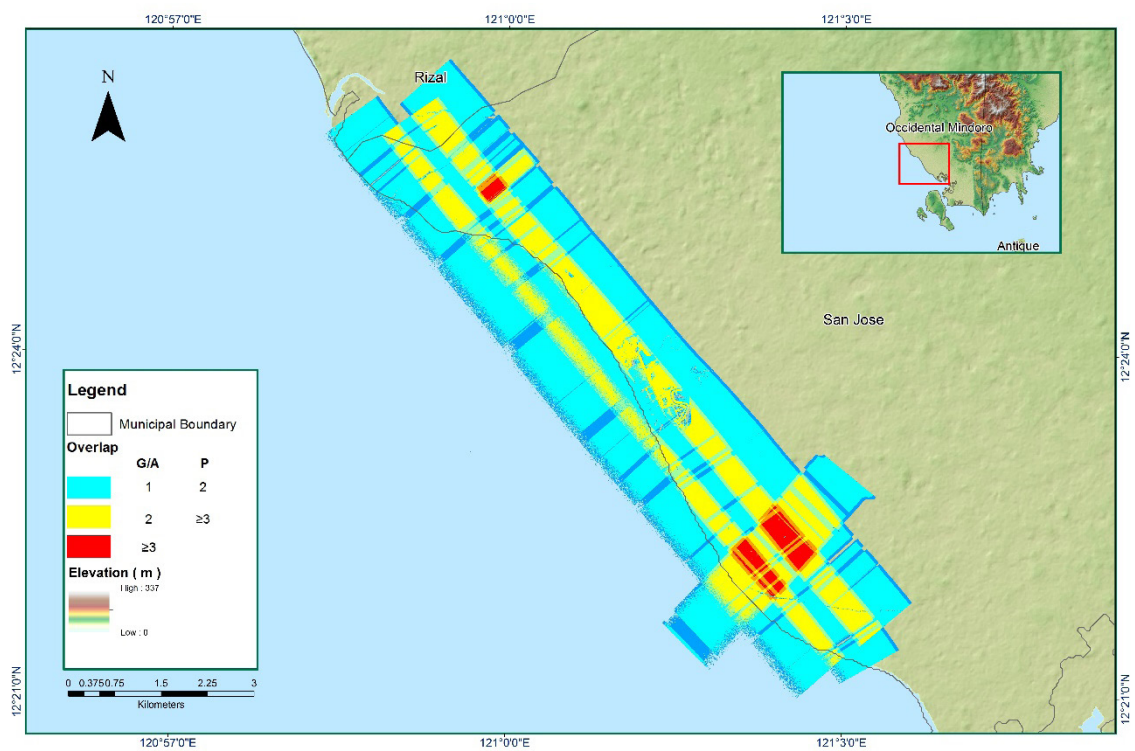 120°57'0"E 121°0'0"E 121°3'0"E
N
Rizal
Occidental Mindoro
Antique
San Jose
12°24'0"N 12°24'0"N
Legend
Municipal Boundary
Overlap
G/A P
1 2
2 ≥3
≥3
Elevation ( m )
High : 337
Low : 0
0 0.3750.75 1.5 2.25 3
Kilometers
12°21'0"N 12°21'0"N
120°57'0"E 121°0'0"E 121°3'0"E